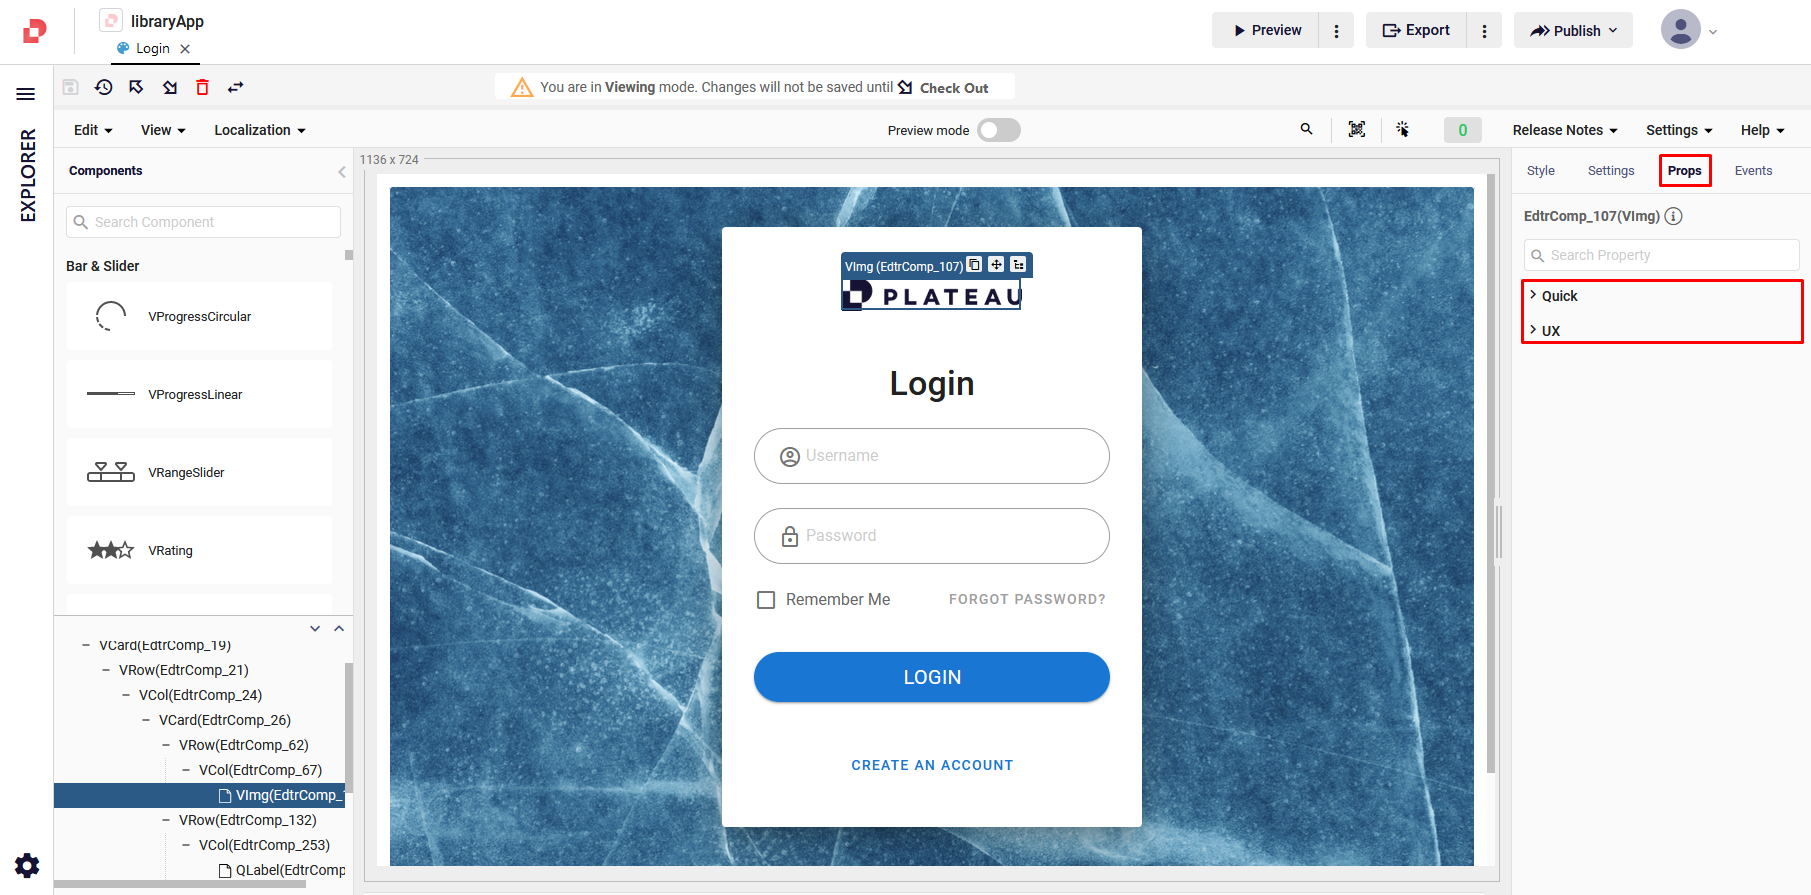 libraryApp
Login
Preview
Export
Publish
You are in Viewing mode. Changes will not be saved until Check Out
Edit
View
Localization
Preview mode
0
Release Notes
Settings
Help
EXPLORER
Components
Search Component
Bar & Slider
VProgressCircular
VProgressLinear
VRangeSlider
VRating
VCard(EdtrComp_19)
VRow(EdtrComp_21)
VCol(EdtrComp_24)
VCard(EdtrComp_26)
VRow(EdtrComp_62)
VCol(EdtrComp_67)
VImg(EdtrComp_
VRow(EdtrComp_132)
VCol(EdtrComp_253)
QLabel(EdtrComp
1136 x 724
VImg (EdtrComp_107)
PLATEAU
Login
Username
Password
Remember Me
FORGOT PASSWORD?
LOGIN
CREATE AN ACCOUNT
Style
Settings
Props
Events
EdtrComp_107(VImg)
Search Property
Quick
UX